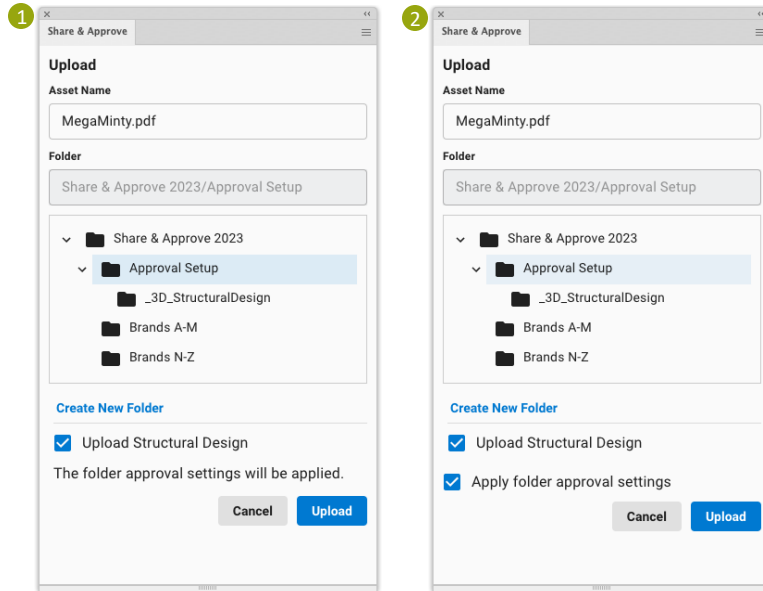 1
Share & Approve
Upload
Asset Name
MegaMinty.pdf
Folder
Share & Approve 2023/Approval Setup
Share & Approve 2023
Approval Setup
_3D_StructuralDesign
Brands A-M
Brands N-Z
Create New Folder
Upload Structural Design
The folder approval settings will be applied.
Cancel Upload
2
Share & Approve
Upload
Asset Name
MegaMinty.pdf
Folder
Share & Approve 2023/Approval Setup
Share & Approve 2023
Approval Setup
_3D_StructuralDesign
Brands A-M
Brands N-Z
Create New Folder
Upload Structural Design
Apply folder approval settings
Cancel Upload